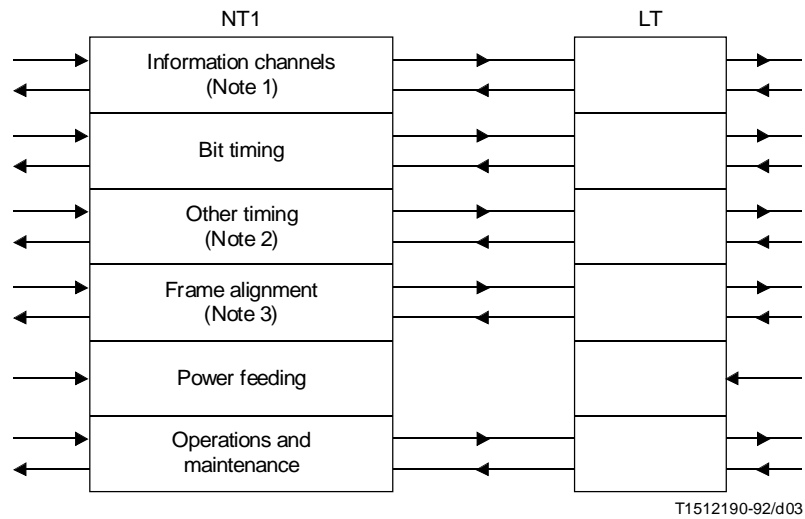 NT1
LT
Information channels
(Note 1)
Bit timing
Other timing
(Note 2)
Frame alignment
(Note 3)
Power feeding
Operations and
maintenance
T1512190-92/d03